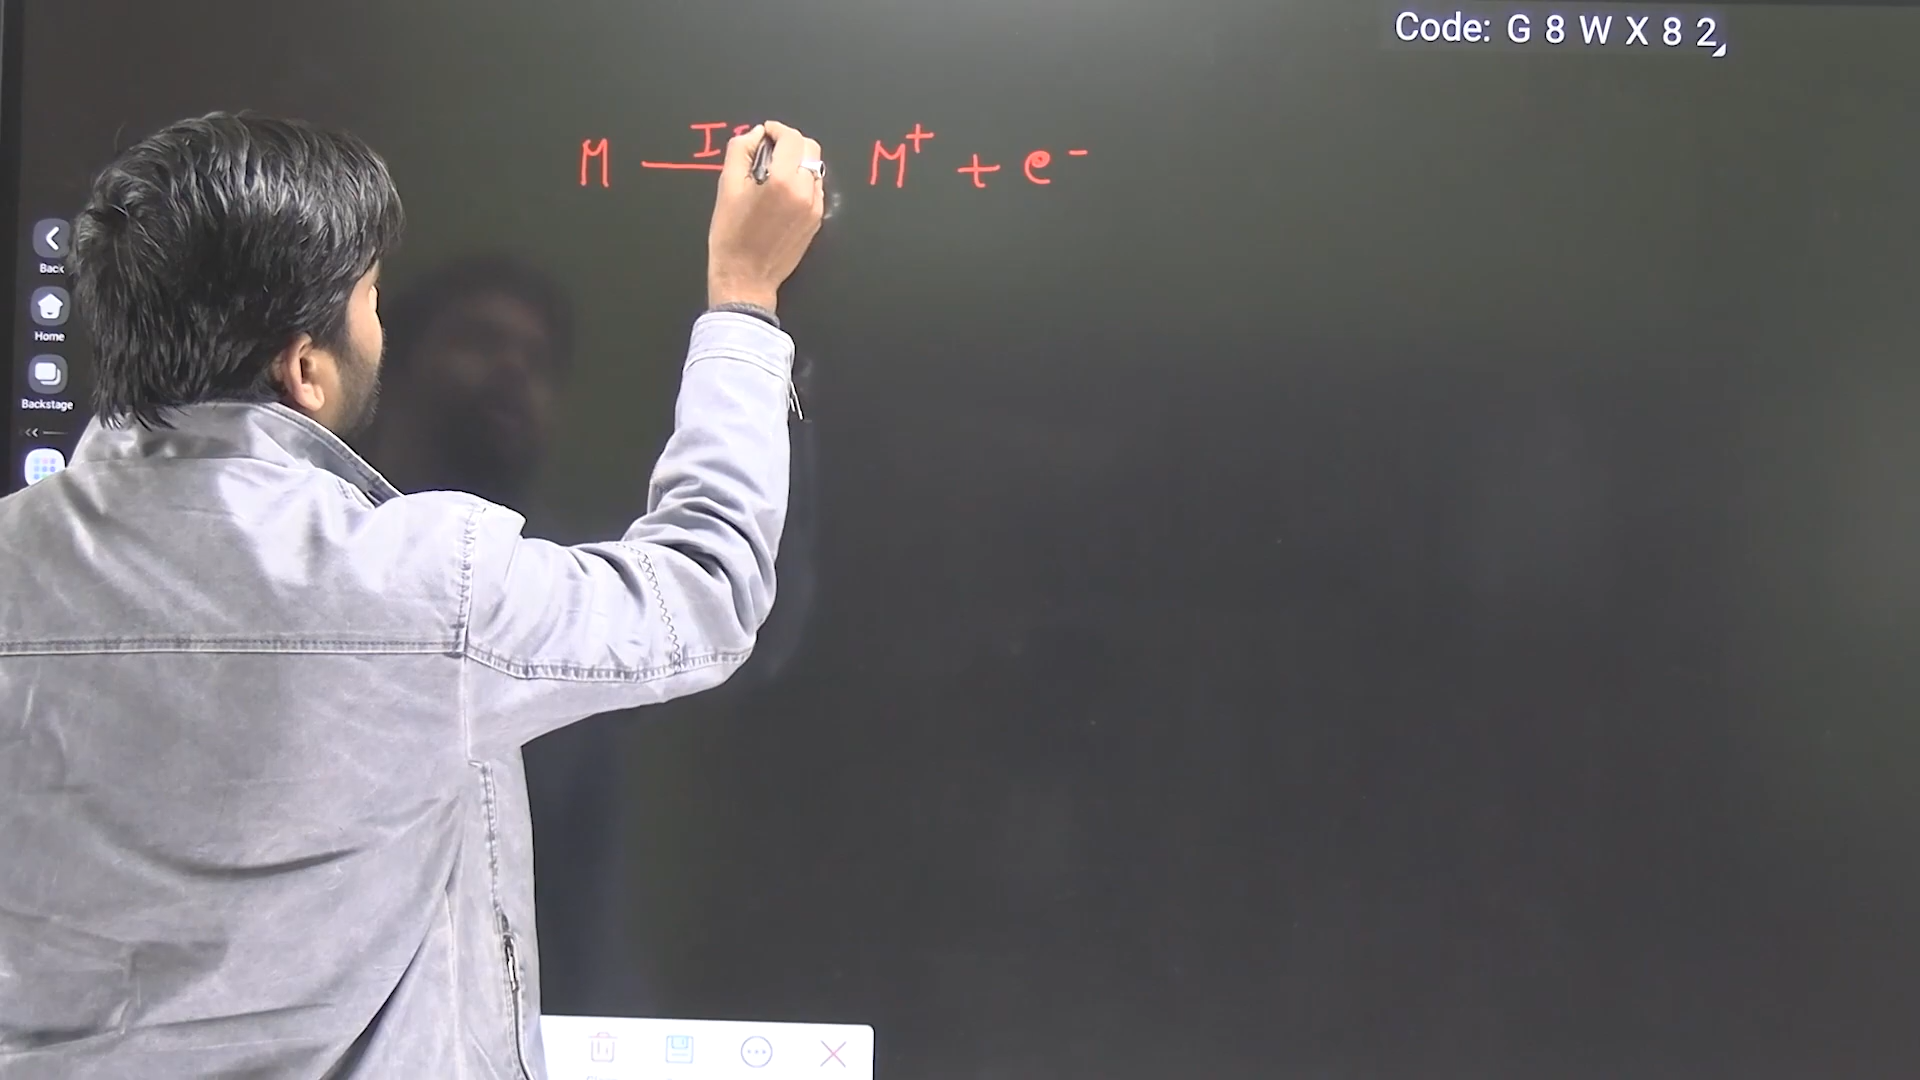 Code: G 8 W X 8 2
M I M⁺ + e⁻
Back
Home
Backstage